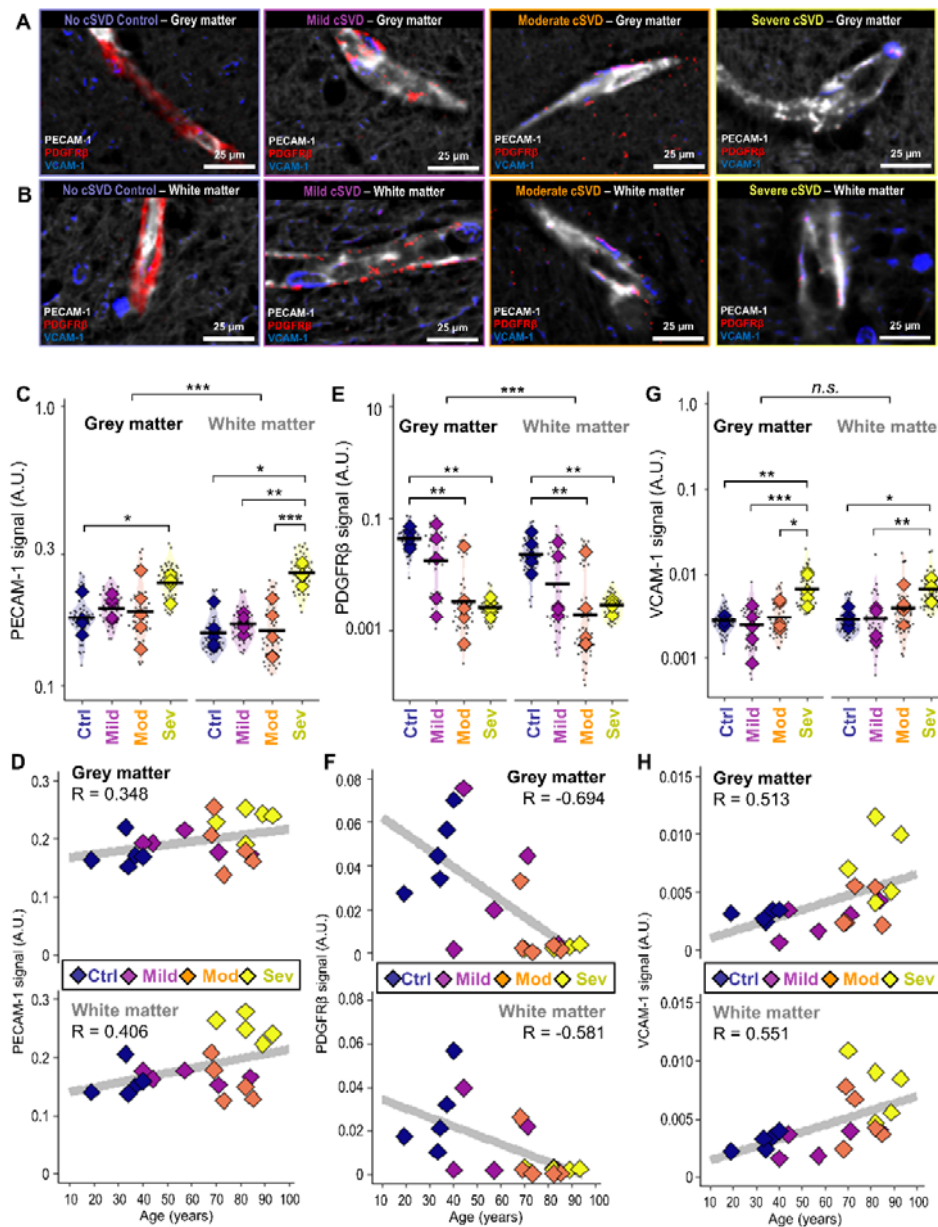 A
No cSVD Control – Grey matter
Mild cSVD – Grey matter
Moderate cSVD – Grey matter
Severe cSVD – Grey matter
PECAM-1
PDGFRβ
VCAM-1
25 µm
PECAM-1
PDGFRβ
VCAM-1
25 µm
PECAM-1
PDGFRβ
VCAM-1
25 µm
PECAM-1
PDGFRβ
VCAM-1
25 µm
B
No cSVD Control – White matter
Mild cSVD – White matter
Moderate cSVD – White matter
Severe cSVD – White matter
PECAM-1
PDGFRβ
VCAM-1
25 µm
PECAM-1
PDGFRβ
VCAM-1
25 µm
PECAM-1
PDGFRβ
VCAM-1
25 µm
PECAM-1
PDGFRβ
VCAM-1
25 µm
C
***
1.0
Grey matter
White matter
*
**
***
*
0.3
0.1
PECAM-1 signal (A.U.)
Ctrl
Mild
Mod
Sev
Ctrl
Mild
Mod
Sev
E
***
10
Grey matter
White matter
**
**
**
**
0.1
0.001
PDGFRβ signal (A.U.)
Ctrl
Mild
Mod
Sev
Ctrl
Mild
Mod
Sev
G
n.s.
1.0
Grey matter
White matte
**
***
*
*
**
0.1
0.01
0.001
VCAM-1 signal (A.U.)
Ctrl
Mild
Mod
Sev
Ctrl
Mild
Mod
Sev
D
Grey matter
R = 0.348
0.3
0.2
0.1
0
Ctrl Mild Mod Sev
White matter
R = 0.406
0.3
0.2
0.1
0
PECAM-1 signal (A.U.)
10 20 30 40 50 60 70 80 90 100
Age (years)
F
Grey matter
R = -0.694
0.08
0.06
0.04
0.02
0
Ctrl Mild Mod Sev
White matter
R = -0.581
0.08
0.06
0.04
0.02
0
PDGFRβ signal (A.U.)
10 20 30 40 50 60 70 80 90 100
Age (years)
H
Grey matter
R = 0.513
0.015
0.010
0.005
0
Ctrl Mild Mod Sev
White matter
R = 0.551
0.015
0.010
0.005
0
VCAM-1 signal (A.U.)
10 20 30 40 50 60 70 80 90 100
Age (years)